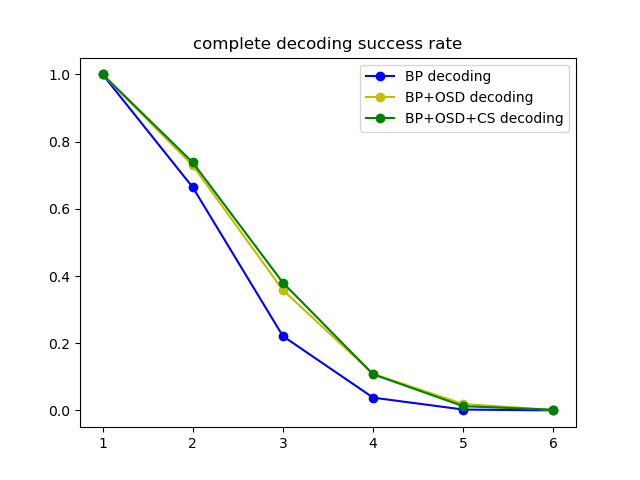 complete decoding success rate
BP decoding
BP+OSD decoding
BP+OSD+CS decoding
1.0
0.8
0.6
0.4
0.2
0.0
1 2 3 4 5 6